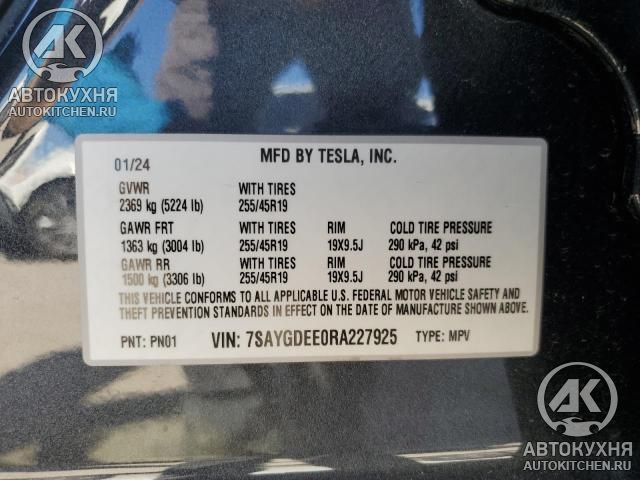 АК
АВТОКУХНЯ
AUTOKITCHEN.RU
01/24 MFD BY TESLA, INC.
GVWR WITH TIRES
2369 kg (5224 lb) 255/45R19
GAWR FRT WITH TIRES RIM COLD TIRE PRESSURE
1363 kg (3004 lb) 255/45R19 19X9.5J 290 kPa, 42 psi
GAWR RR WITH TIRES RIM COLD TIRE PRESSURE
1500 kg (3306 lb) 255/45R19 19X9.5J 290 kPa, 42 psi
THIS VEHICLE CONFORMS TO ALL APPLICABLE U.S. FEDERAL MOTOR VEHICLE SAFETY AND
THEFT PREVENTION STANDARDS IN EFFECT ON THE DATE OF MANUFACTURE SHOWN ABOVE.
PNT: PN01 VIN: 7SAYGDEE0RA227925 TYPE: MPV
АК
АВТОКУХНЯ
AUTOKITCHEN.RU